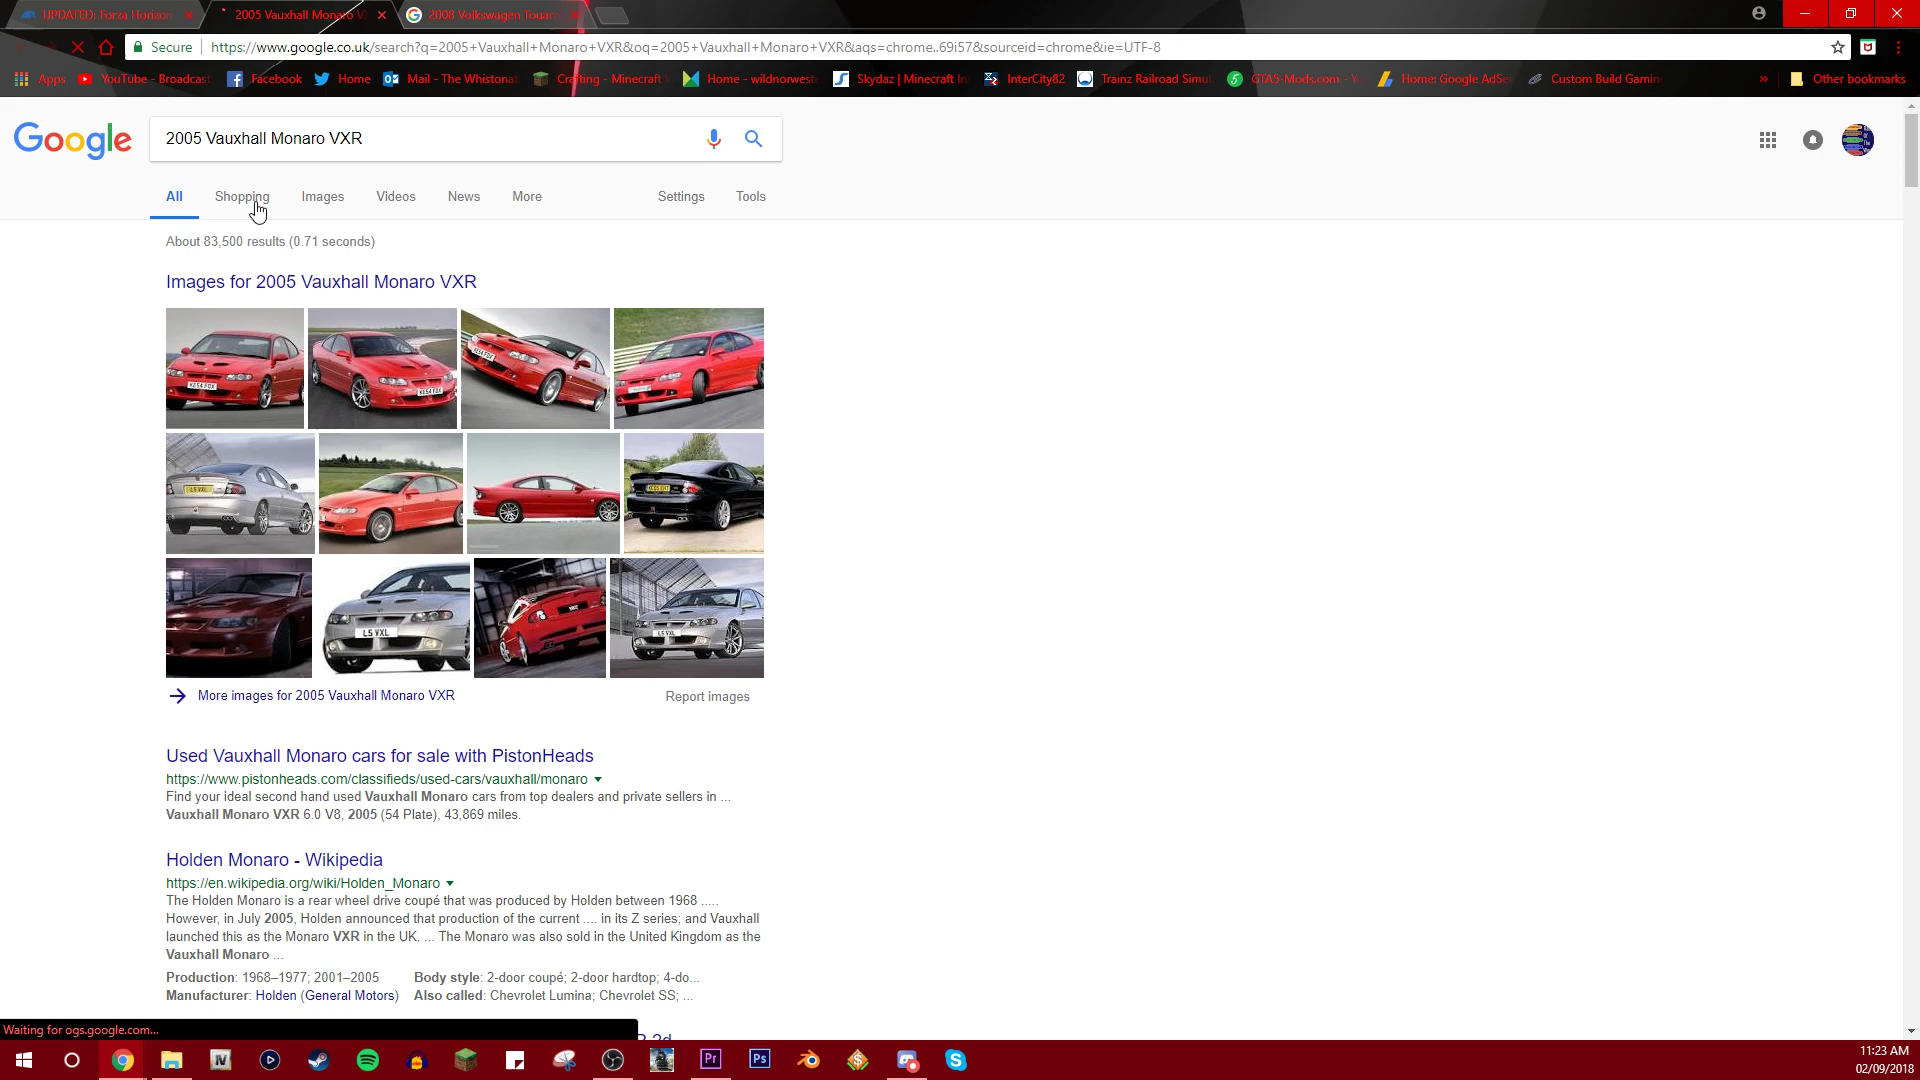 UPDATED: Forza Horizon
2005 Vauxhall Monaro V
2008 Volkswagen Touar
Secure
https://www.google.co.uk/search?q=2005+Vauxhall+Monaro+VXR&oq=2005+Vauxhall+Monaro+VXR&aqs=chrome..69i57&sourceid=chrome&ie=UTF-8
Apps YouTube - Broadcast Facebook Home Mail - The Whistona Crafting - Minecraft Home - wildnorweste Skydaz | Minecraft In InterCity82 Trainz Railroad Simul GTA5-Mods.com - Home: Google AdSe Custom Build Gamin » Other bookmarks
Google
2005 Vauxhall Monaro VXR
All Shopping Images Videos News More Settings Tools
About 83,500 results (0.71 seconds)
Images for 2005 Vauxhall Monaro VXR
KE54 FDX
L5 VXL
L5 VXL
More images for 2005 Vauxhall Monaro VXR
Report images
Used Vauxhall Monaro cars for sale with PistonHeads
https://www.pistonheads.com/classifieds/used-cars/vauxhall/monaro
Find your ideal second hand used Vauxhall Monaro cars from top dealers and private sellers in ...
Vauxhall Monaro VXR 6.0 V8, 2005 (54 Plate), 43,869 miles.
Holden Monaro - Wikipedia
https://en.wikipedia.org/wiki/Holden_Monaro
The Holden Monaro is a rear wheel drive coupé that was produced by Holden between 1968 .....
However, in July 2005, Holden announced that production of the current .... in its Z series; and Vauxhall
launched this as the Monaro VXR in the UK. ... The Monaro was also sold in the United Kingdom as the
Vauxhall Monaro ...
Production: 1968–1977; 2001–2005 Body style: 2-door coupé; 2-door hardtop; 4-do...
Manufacturer: Holden (General Motors) Also called: Chevrolet Lumina; Chevrolet SS; ...
Waiting for ogs.google.com...
IV
Pr
Ps
11:23 AM
02/09/2018